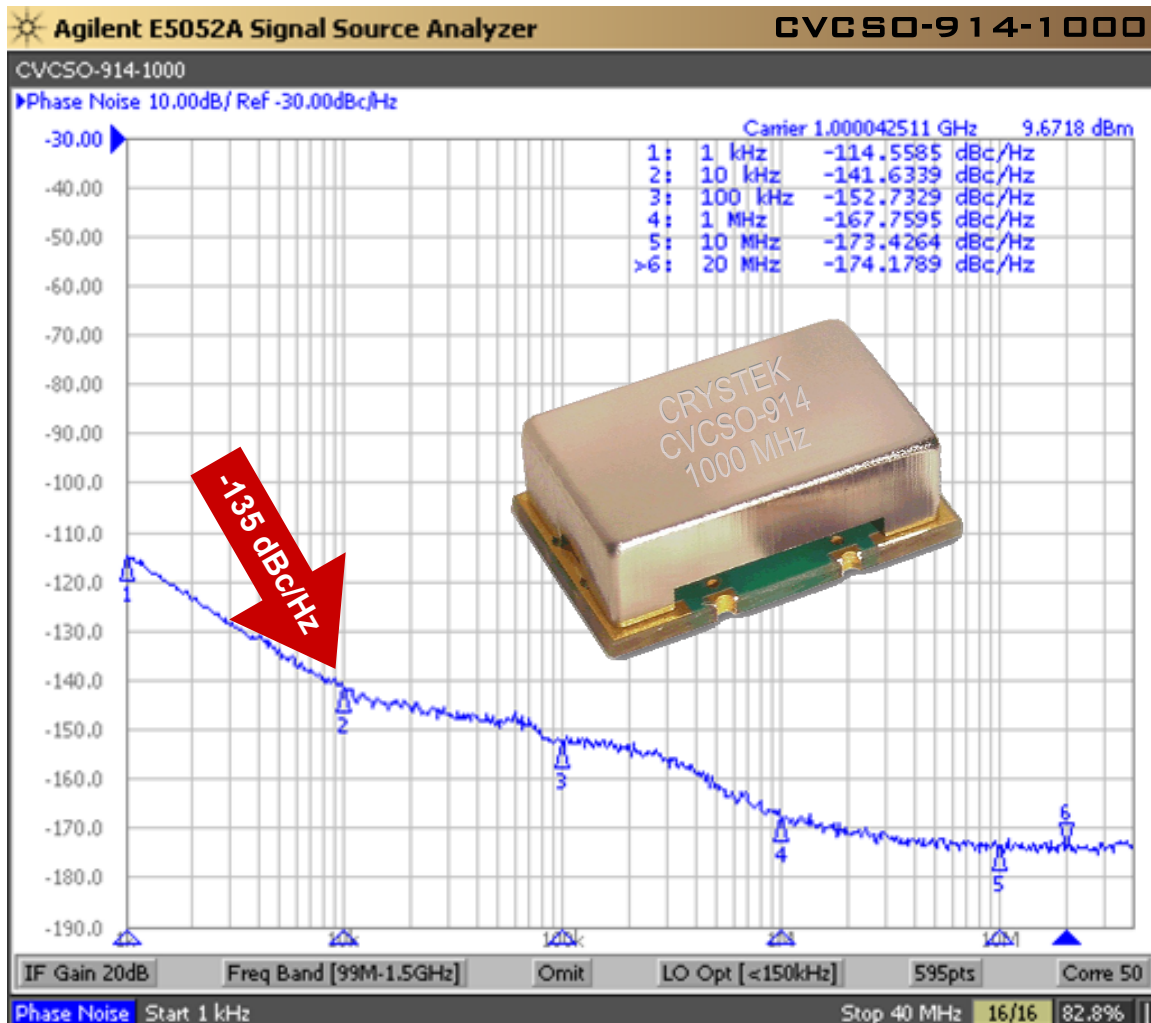 Agilent E5052A Signal Source Analyzer
CVCSO-914-1000
CVCSO-914-1000
Phase Noise 10.00dB/ Ref -30.00dBc/Hz
Carrier 1.000042511 GHz 9.6718 dBm
1: 1 kHz -114.5585 dBc/Hz
2: 10 kHz -141.6339 dBc/Hz
3: 100 kHz -152.7329 dBc/Hz
4: 1 MHz -167.7595 dBc/Hz
5: 10 MHz -173.4264 dBc/Hz
>6: 20 MHz -174.1789 dBc/Hz
-30.00
-40.00
-50.00
-60.00
-70.00
-80.00
-90.00
-100.0
-110.0
-120.0
-130.0
-140.0
-150.0
-160.0
-170.0
-180.0
-190.0
CRYSTEK
CVCSO-914
1000 MHz
-135 dBc/Hz
1
2
3
4
5
6
10k
100k
10M
IF Gain 20dB
Freq Band [99M-1.5GHz]
Omit
LO Opt [<150kHz]
595pts
Corre 50
Phase Noise
Start 1 kHz
Stop 40 MHz
16/16
82.8%